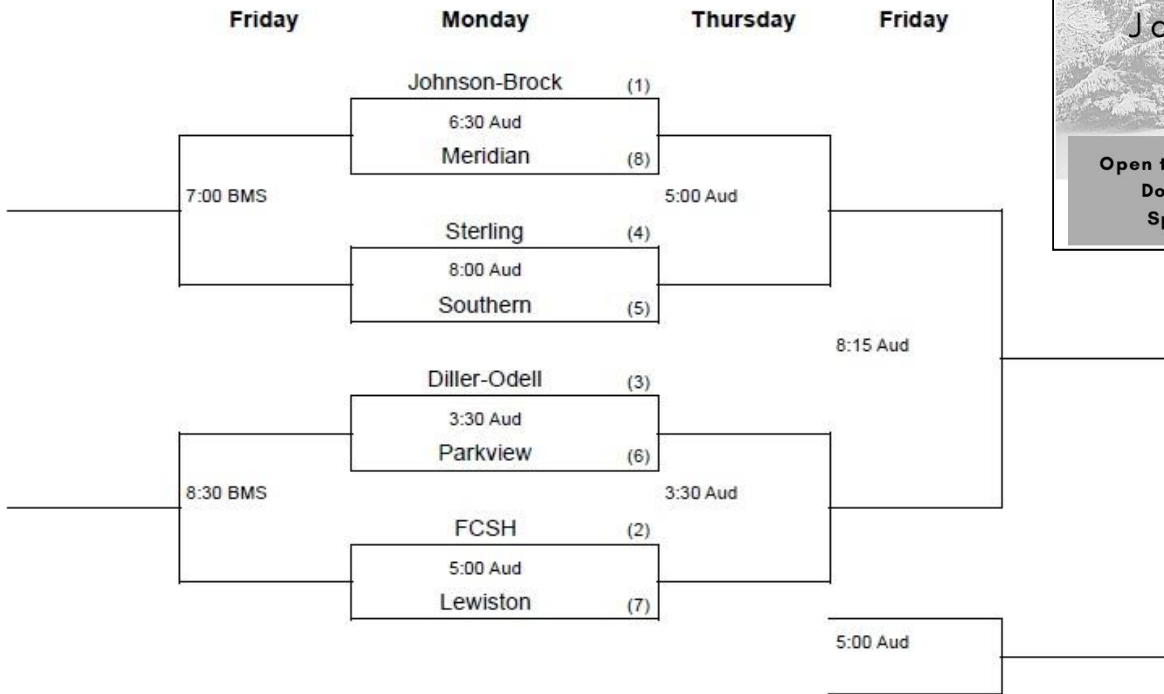 Friday Monday Thursday Friday
Johnson-Brock (1)
6:30 Aud
Meridian (8)
7:00 BMS 5:00 Aud
Sterling (4)
8:00 Aud
Southern (5)
8:15 Aud
Diller-Odell (3)
3:30 Aud
Parkview (6)
8:30 BMS 3:30 Aud
FCSH (2)
5:00 Aud
Lewiston (7)
5:00 Aud
Open